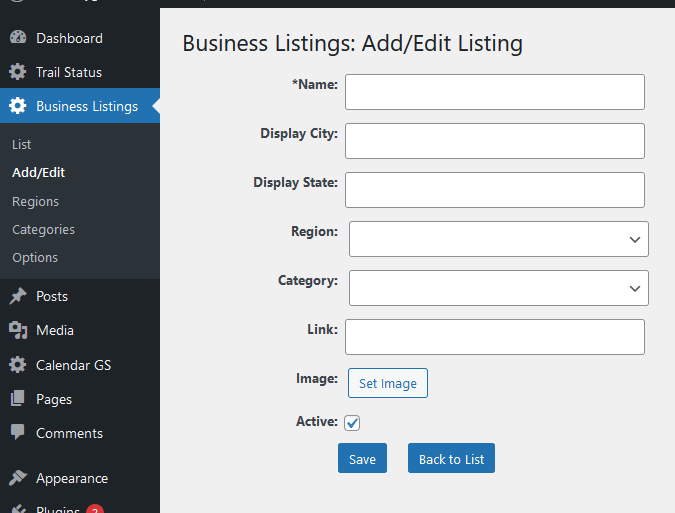 Dashboard
Trail Status
Business Listings
List
Add/Edit
Regions
Categories
Options
Posts
Media
Calendar GS
Pages
Comments
Appearance
Plugins 2
Business Listings: Add/Edit Listing
*Name:
Display City:
Display State:
Region:
Category:
Link:
Image: Set Image
Active:
Save Back to List